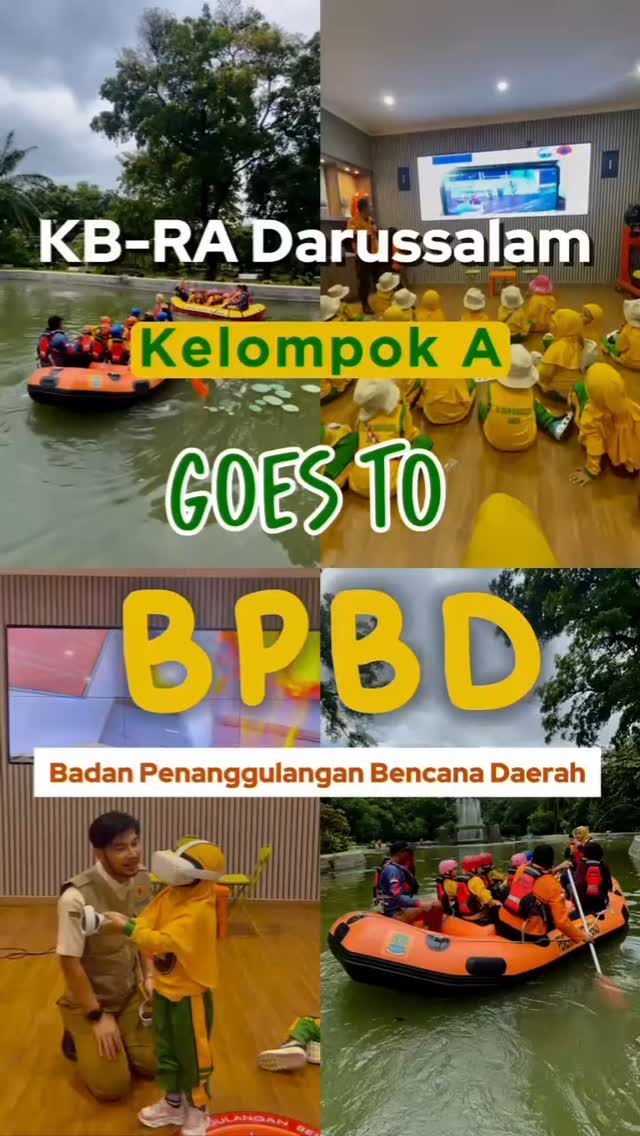 KB-RA Darussalam
Kelompok A
GOES TO
BPBD
Badan Penanggulangan Bencana Daerah